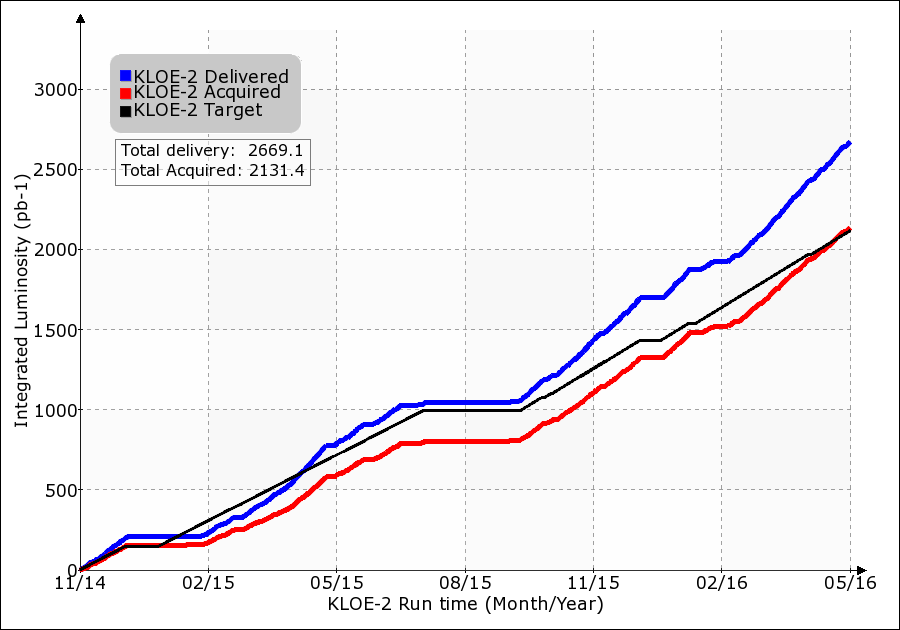 3000
2500
2000
1500
1000
500
0
KLOE-2 Delivered
KLOE-2 Acquired
KLOE-2 Target
Total delivery: 2669.1
Total Acquired: 2131.4
Integrated Luminosity (pb-1)
11/14 02/15 05/15 08/15 11/15 02/16 05/16
KLOE-2 Run time (Month/Year)